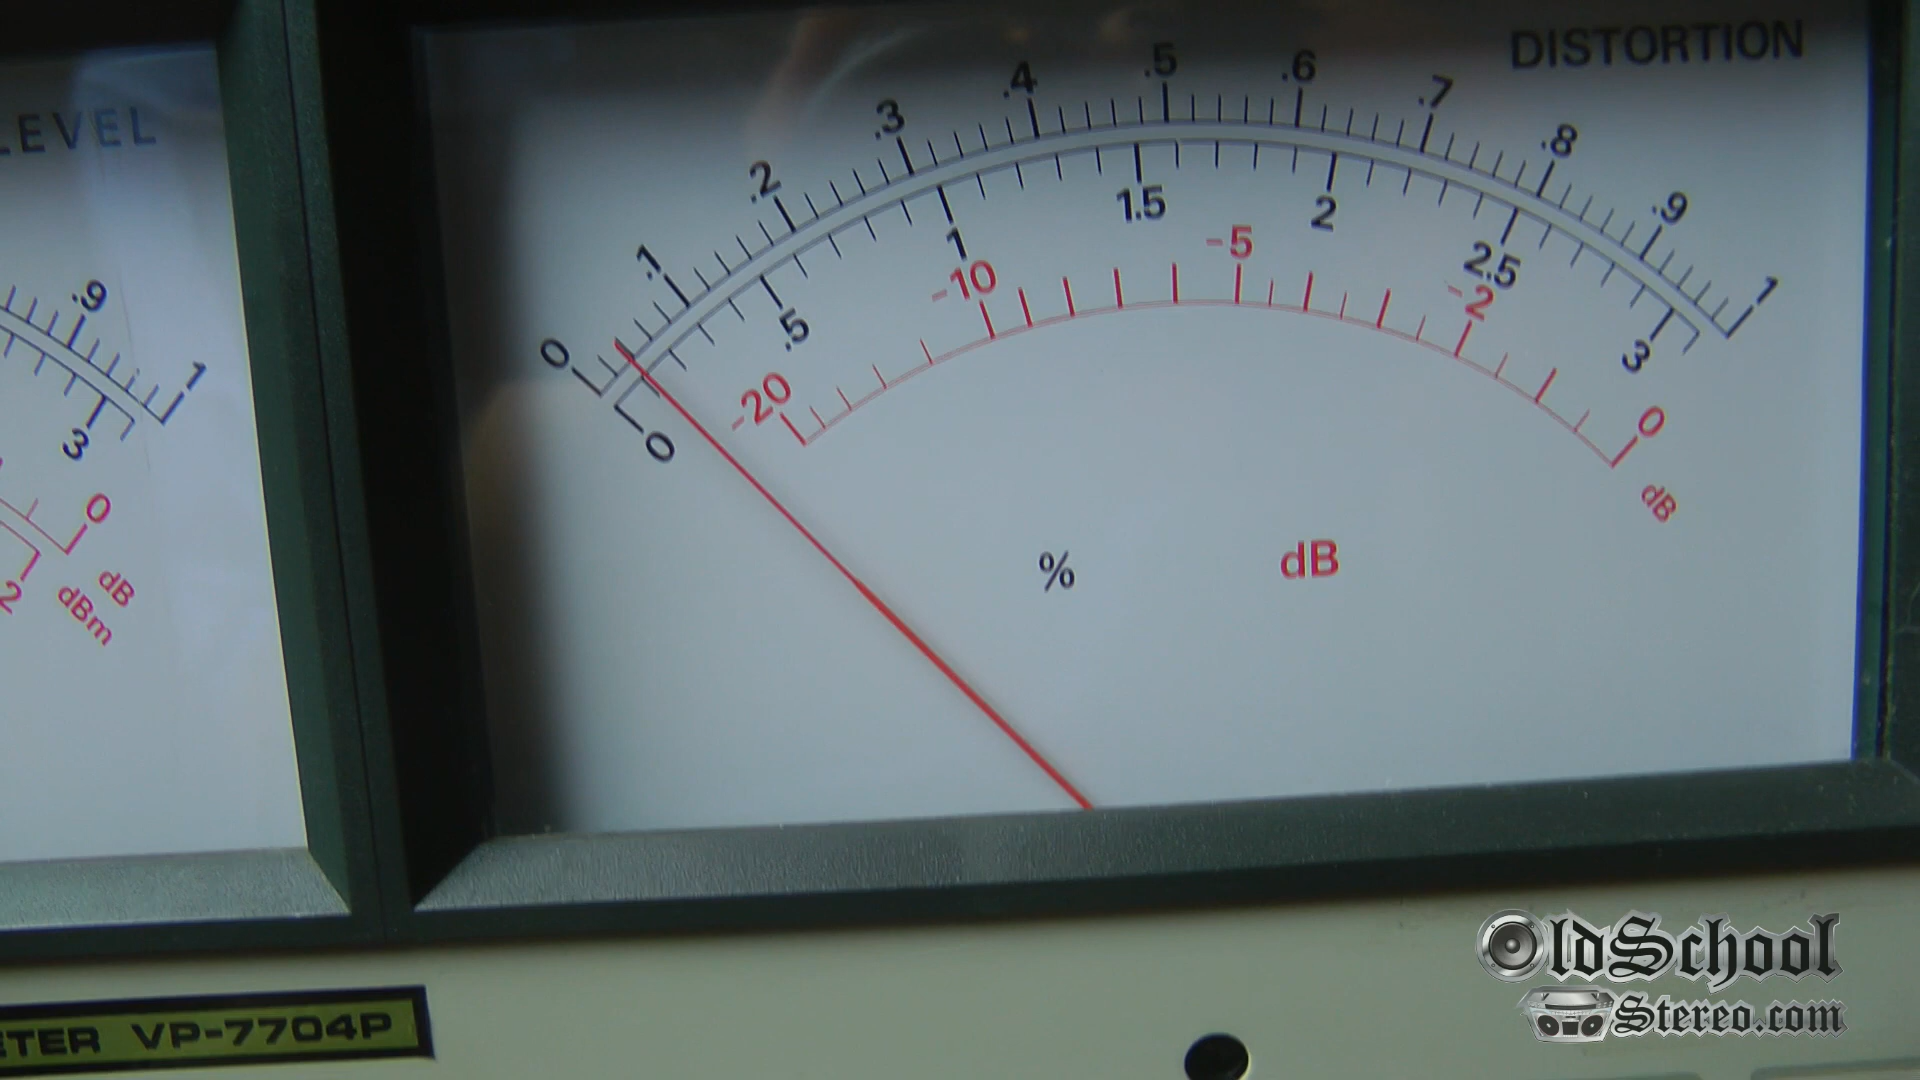 LEVEL
.9
1
3
0
2
dB
dBm
DISTORTION
0 .1 .2 .3 .4 .5 .6 .7 .8 .9 1
0 .5 1 1.5 2 2.5 3
-20 -10 -5 -2 0
dB
% dB
ETER VP-7704P
OldSchool
Stereo.com